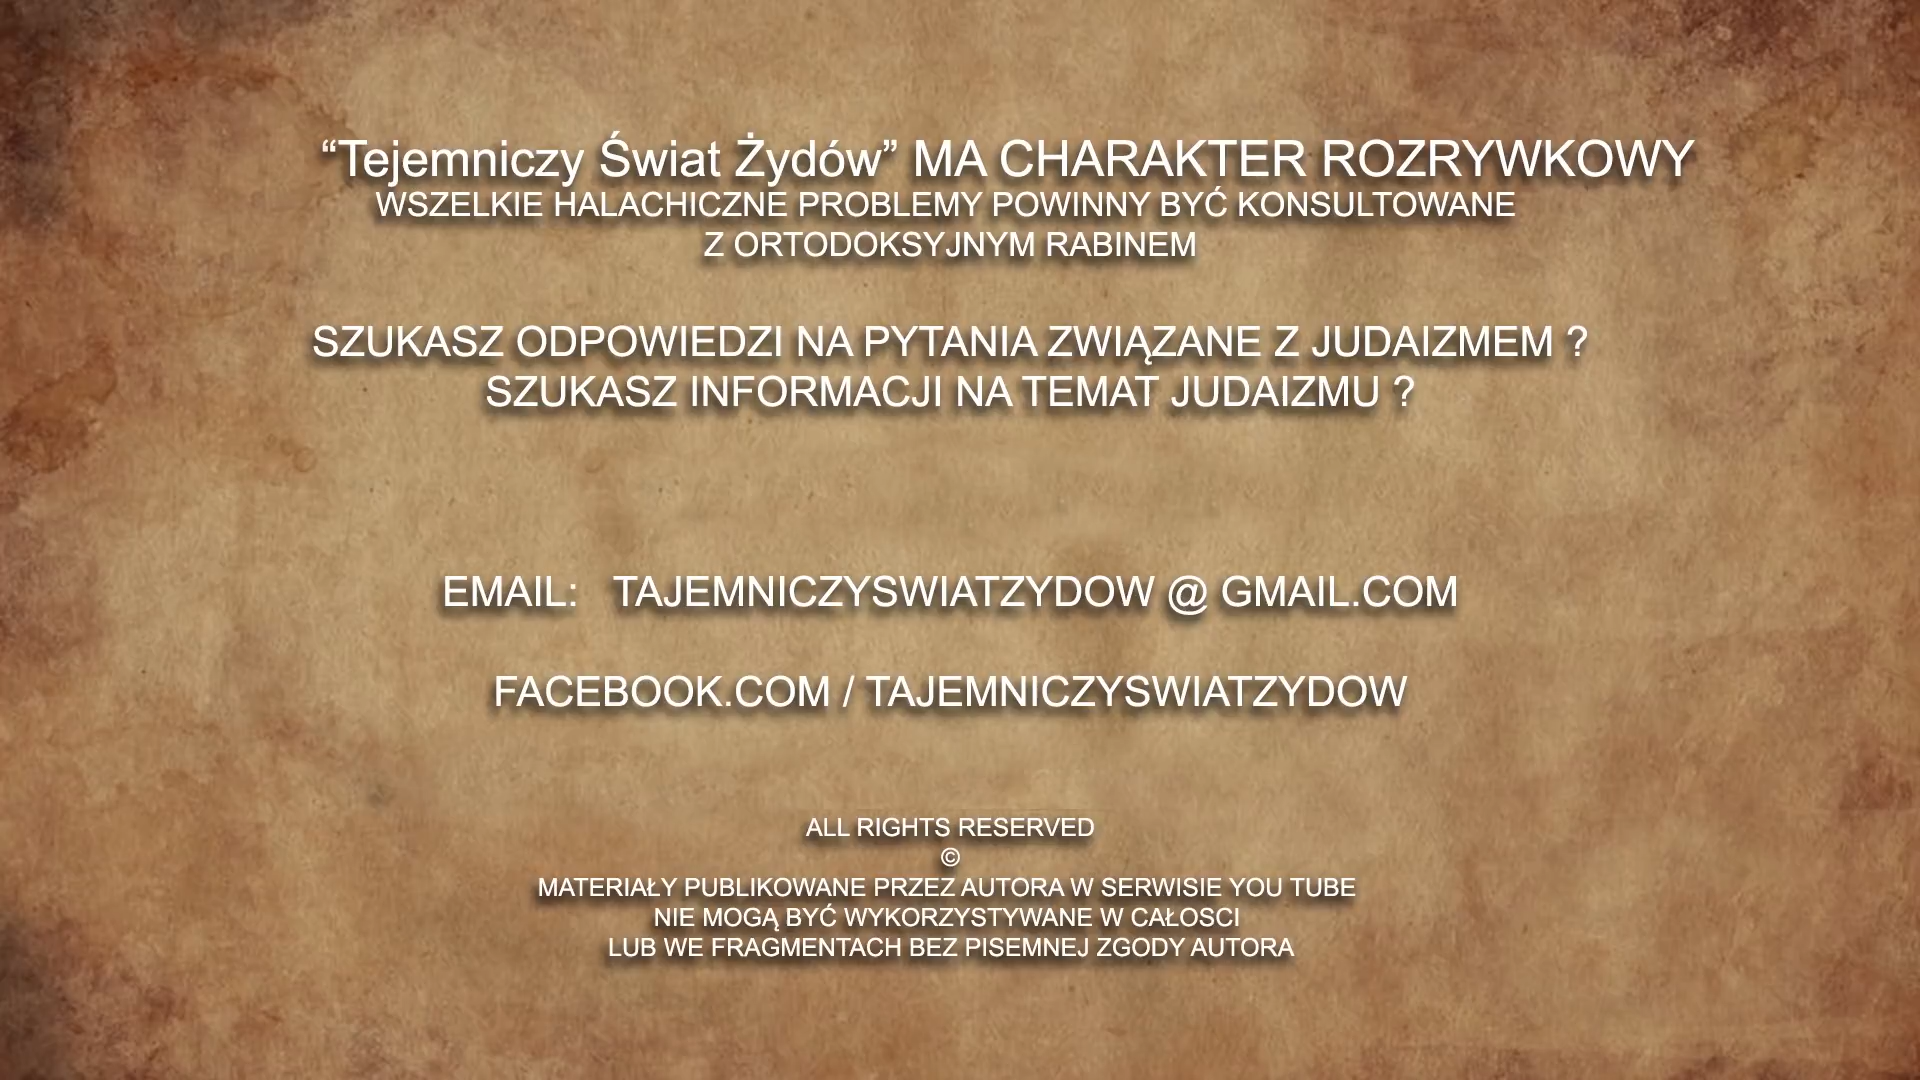 “Tejemniczy Świat Żydów” MA CHARAKTER ROZRYWKOWY
WSZELKIE HALACHICZNE PROBLEMY POWINNY BYĆ KONSULTOWANE
Z ORTODOKSYJNYM RABINEM
SZUKASZ ODPOWIEDZI NA PYTANIA ZWIĄZANE Z JUDAIZMEM ?
SZUKASZ INFORMACJI NA TEMAT JUDAIZMU ?
EMAIL: TAJEMNICZYSWIATZYDOW @ GMAIL.COM
FACEBOOK.COM / TAJEMNICZYSWIATZYDOW
ALL RIGHTS RESERVED
©
MATERIAŁY PUBLIKOWANE PRZEZ AUTORA W SERWISIE YOU TUBE
NIE MOGĄ BYĆ WYKORZYSTYWANE W CAŁOSCI
LUB WE FRAGMENTACH BEZ PISEMNEJ ZGODY AUTORA